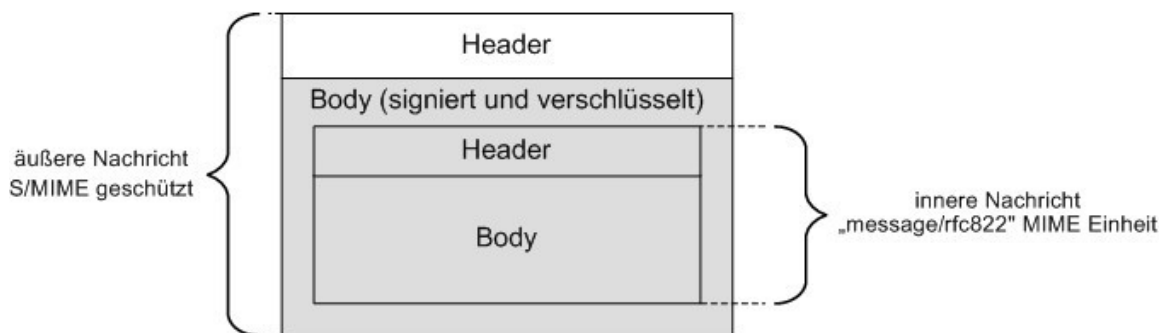 Header
Body (signiert und verschlüsselt)
Header
Body
äußere Nachricht
S/MIME geschützt
innere Nachricht
„message/rfc822" MIME Einheit